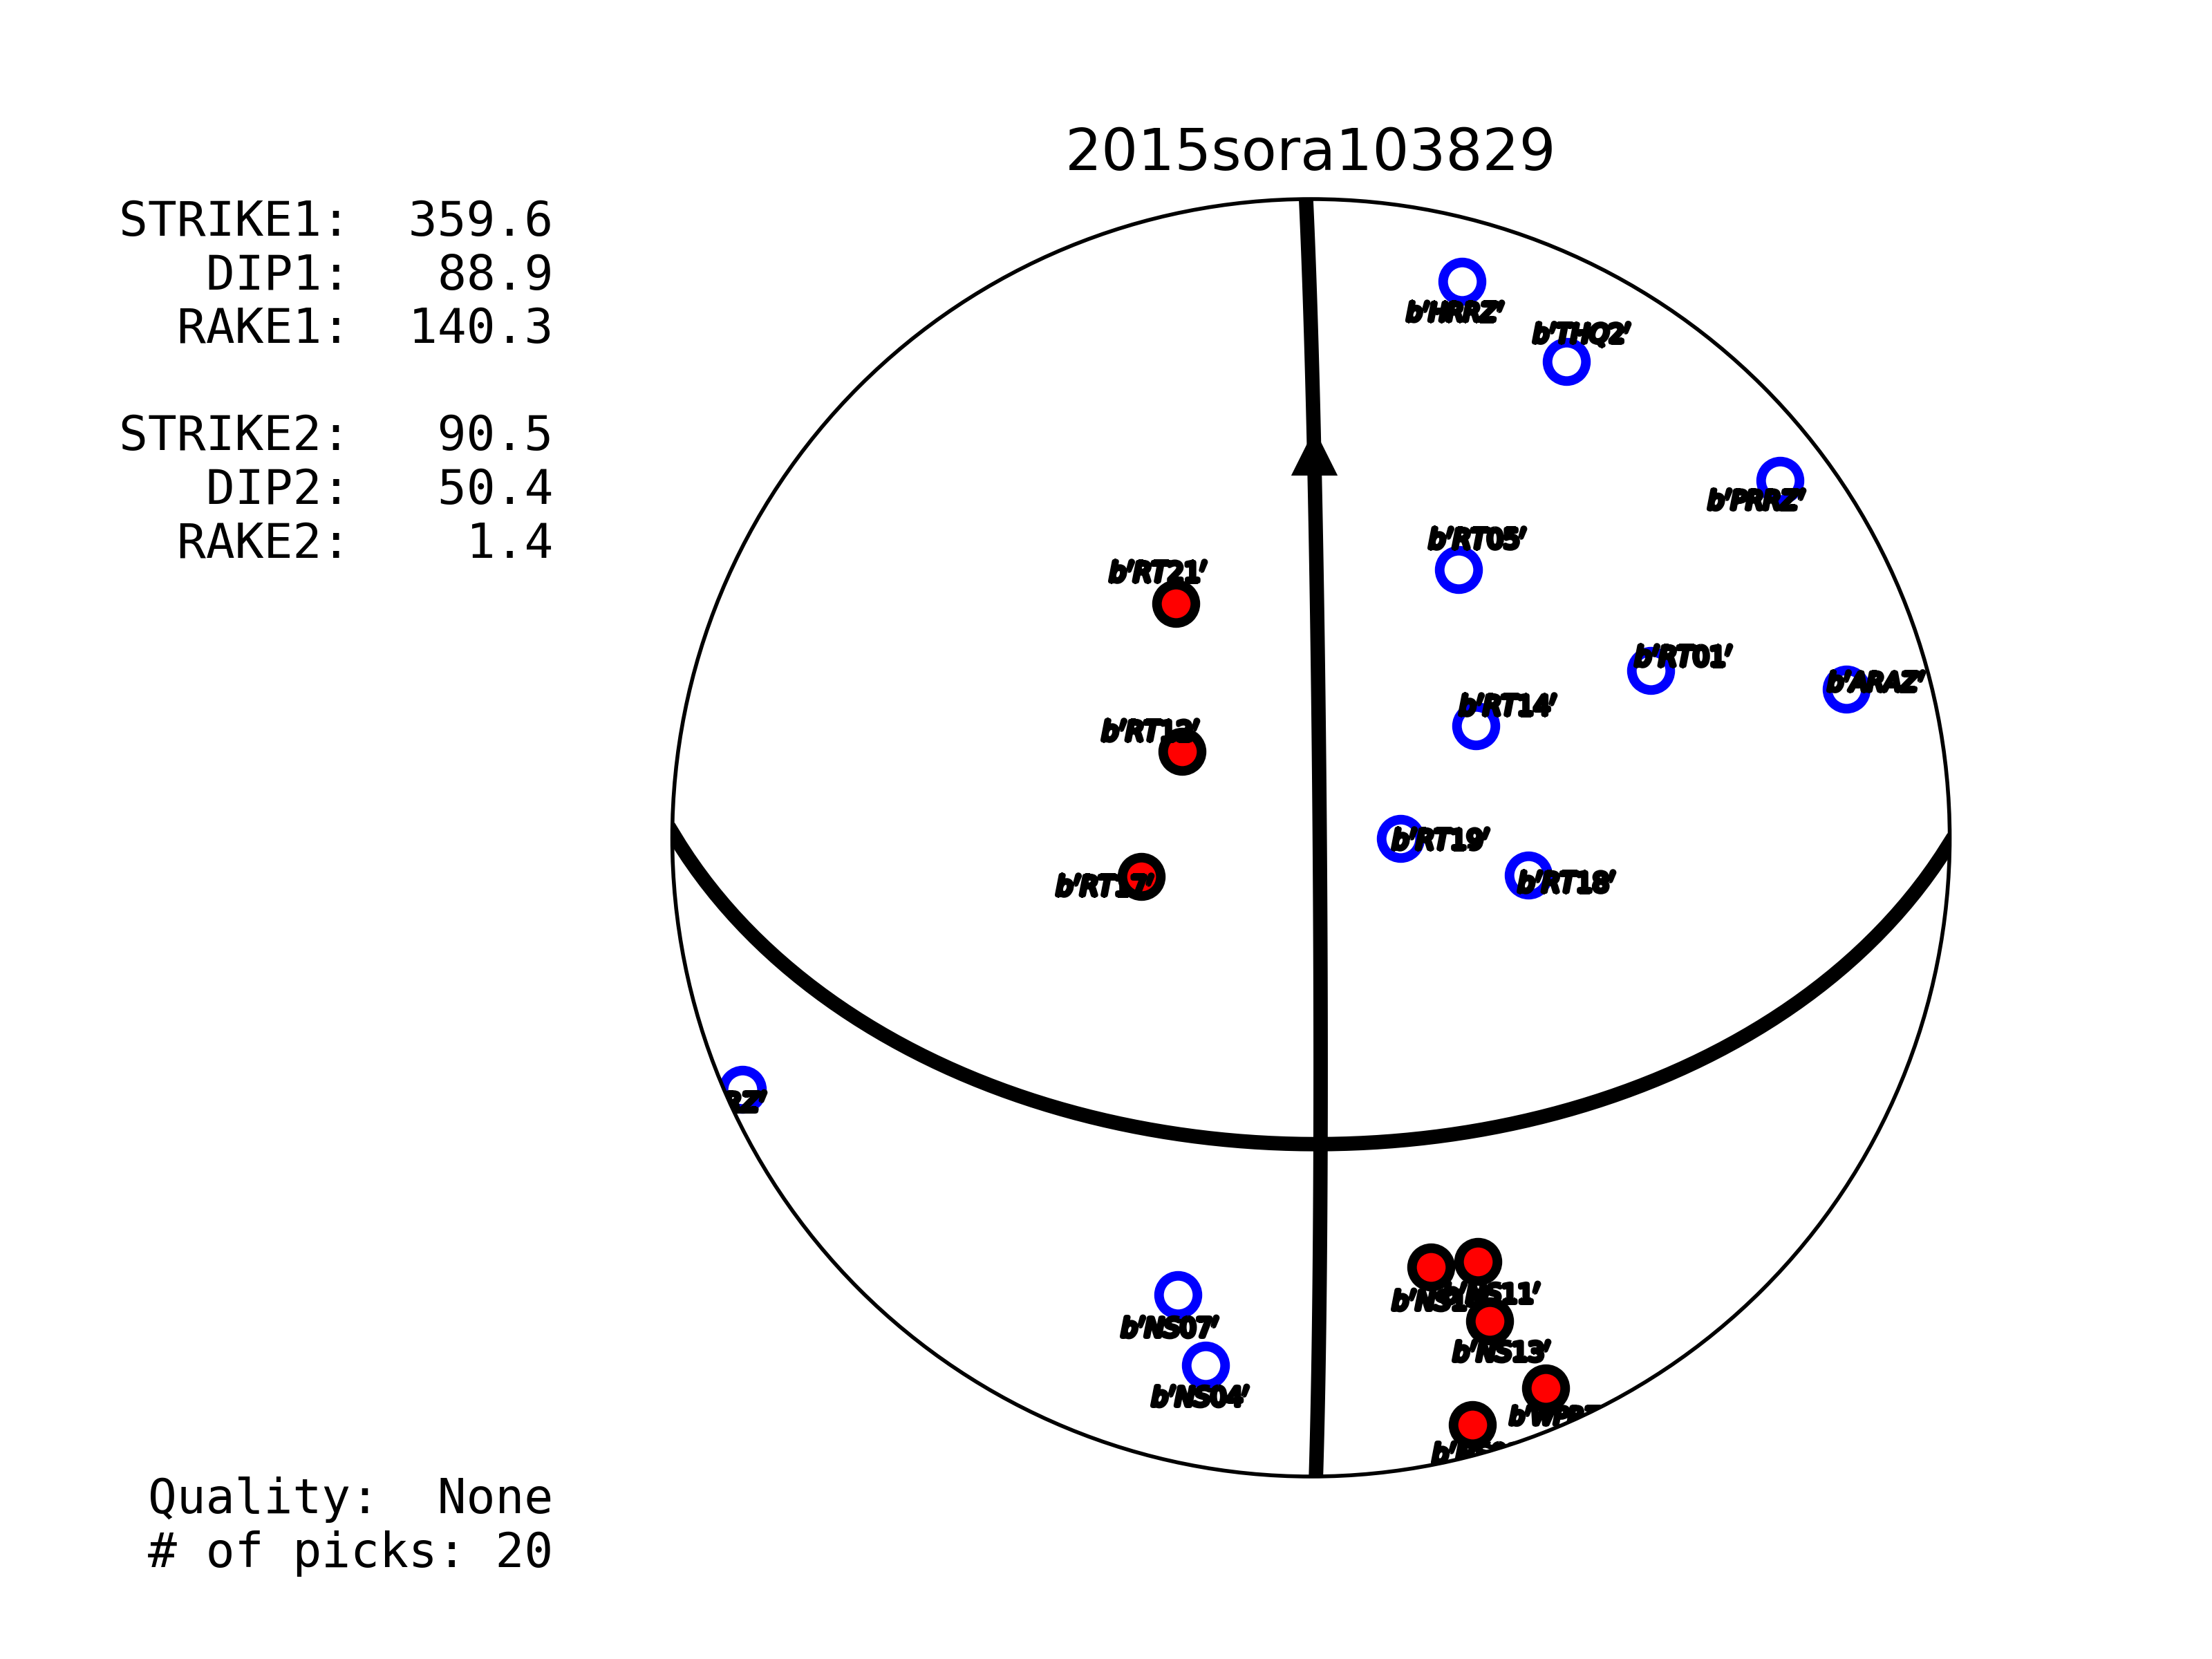 2015sora103829
STRIKE1: 359.6
DIP1: 88.9
RAKE1: 140.3
STRIKE2: 90.5
DIP2: 50.4
RAKE2: 1.4
b'HRRZ'
b'THQ2'
b'PRRZ'
b'RT05'
b'RT21'
b'RT01'
b'ARAZ'
b'RT14'
b'RT19'
b'RT18'
b'NS11'
b'NS07'
b'NS13'
b'NS04'
Quality: None
# of picks: 20